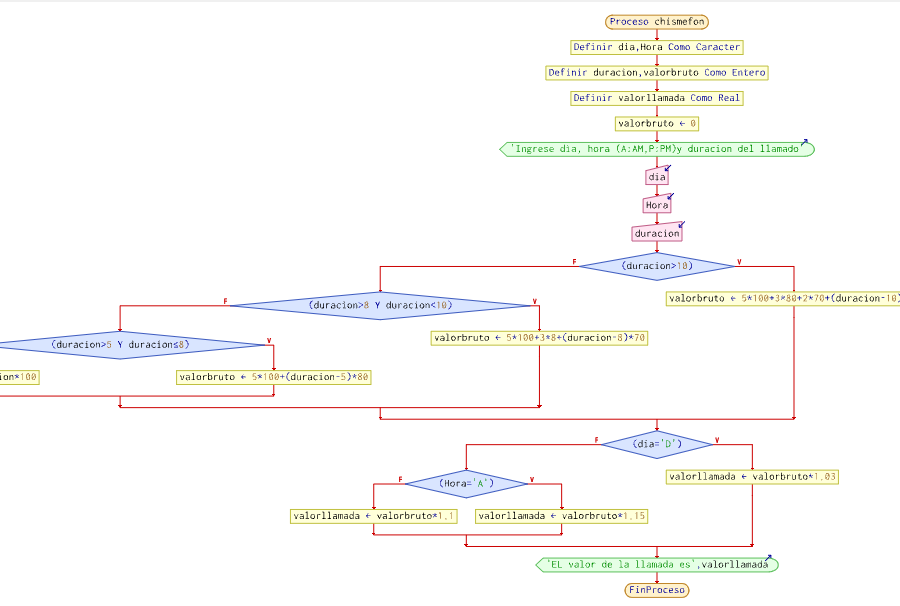 Proceso chismefon
Definir dia,Hora Como Caracter
Definir duracion,valorbruto Como Entero
Definir valorllamada Como Real
valorbruto ← 0
'Ingrese dia, hora (A:AM,P:PM)y duracion del llamado'
dia
Hora
duracion
F (duracion>10) V
valorbruto ← 5*100+3*80+2*70+(duracion-10)
F (duracion>8 Y duracion<10) V
valorbruto ← 5*100+3*8+(duracion-8)*70
(duracion>5 Y duracion≤8) V
ion*100
valorbruto ← 5*100+(duracion-5)*80
F (dia='D') V
valorllamada ← valorbruto*1.03
F (Hora='A') V
valorllamada ← valorbruto*1.1
valorllamada ← valorbruto*1.15
'EL valor de la llamada es',valorllamada
FinProceso